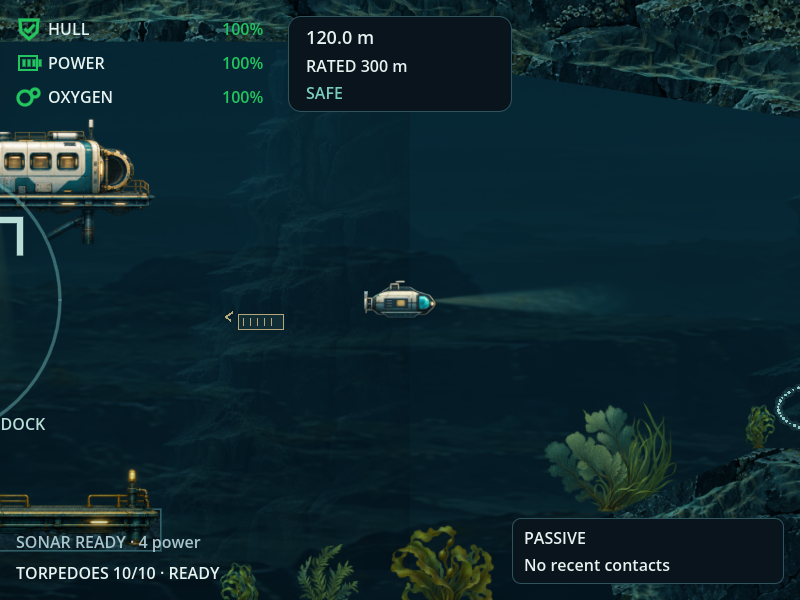 HULL 100%
POWER 100%
OXYGEN 100%
120.0 m
RATED 300 m
SAFE
DOCK
SONAR READY · 4 power
TORPEDOES 10/10 · READY
PASSIVE
No recent contacts